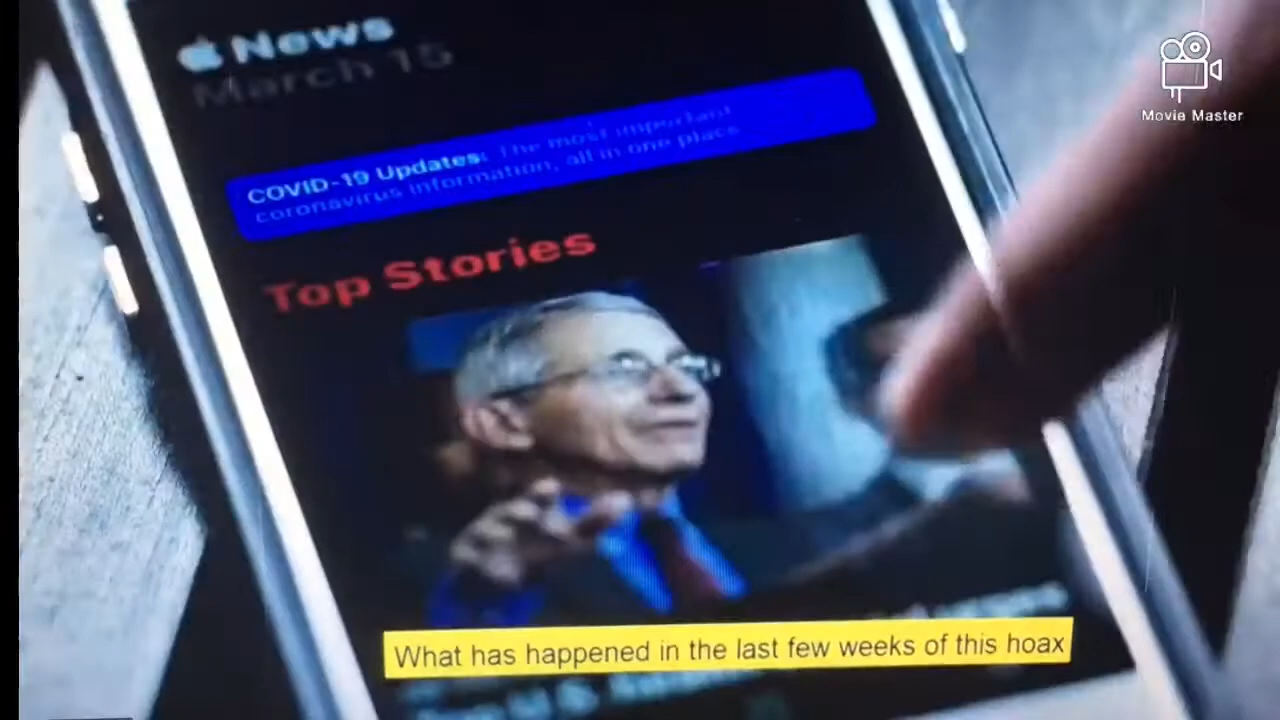 News
March 15
Movie Master
COVID-19 Updates: The most important
coronavirus information, all in one place
Top Stories
What has happened in the last few weeks of this hoax